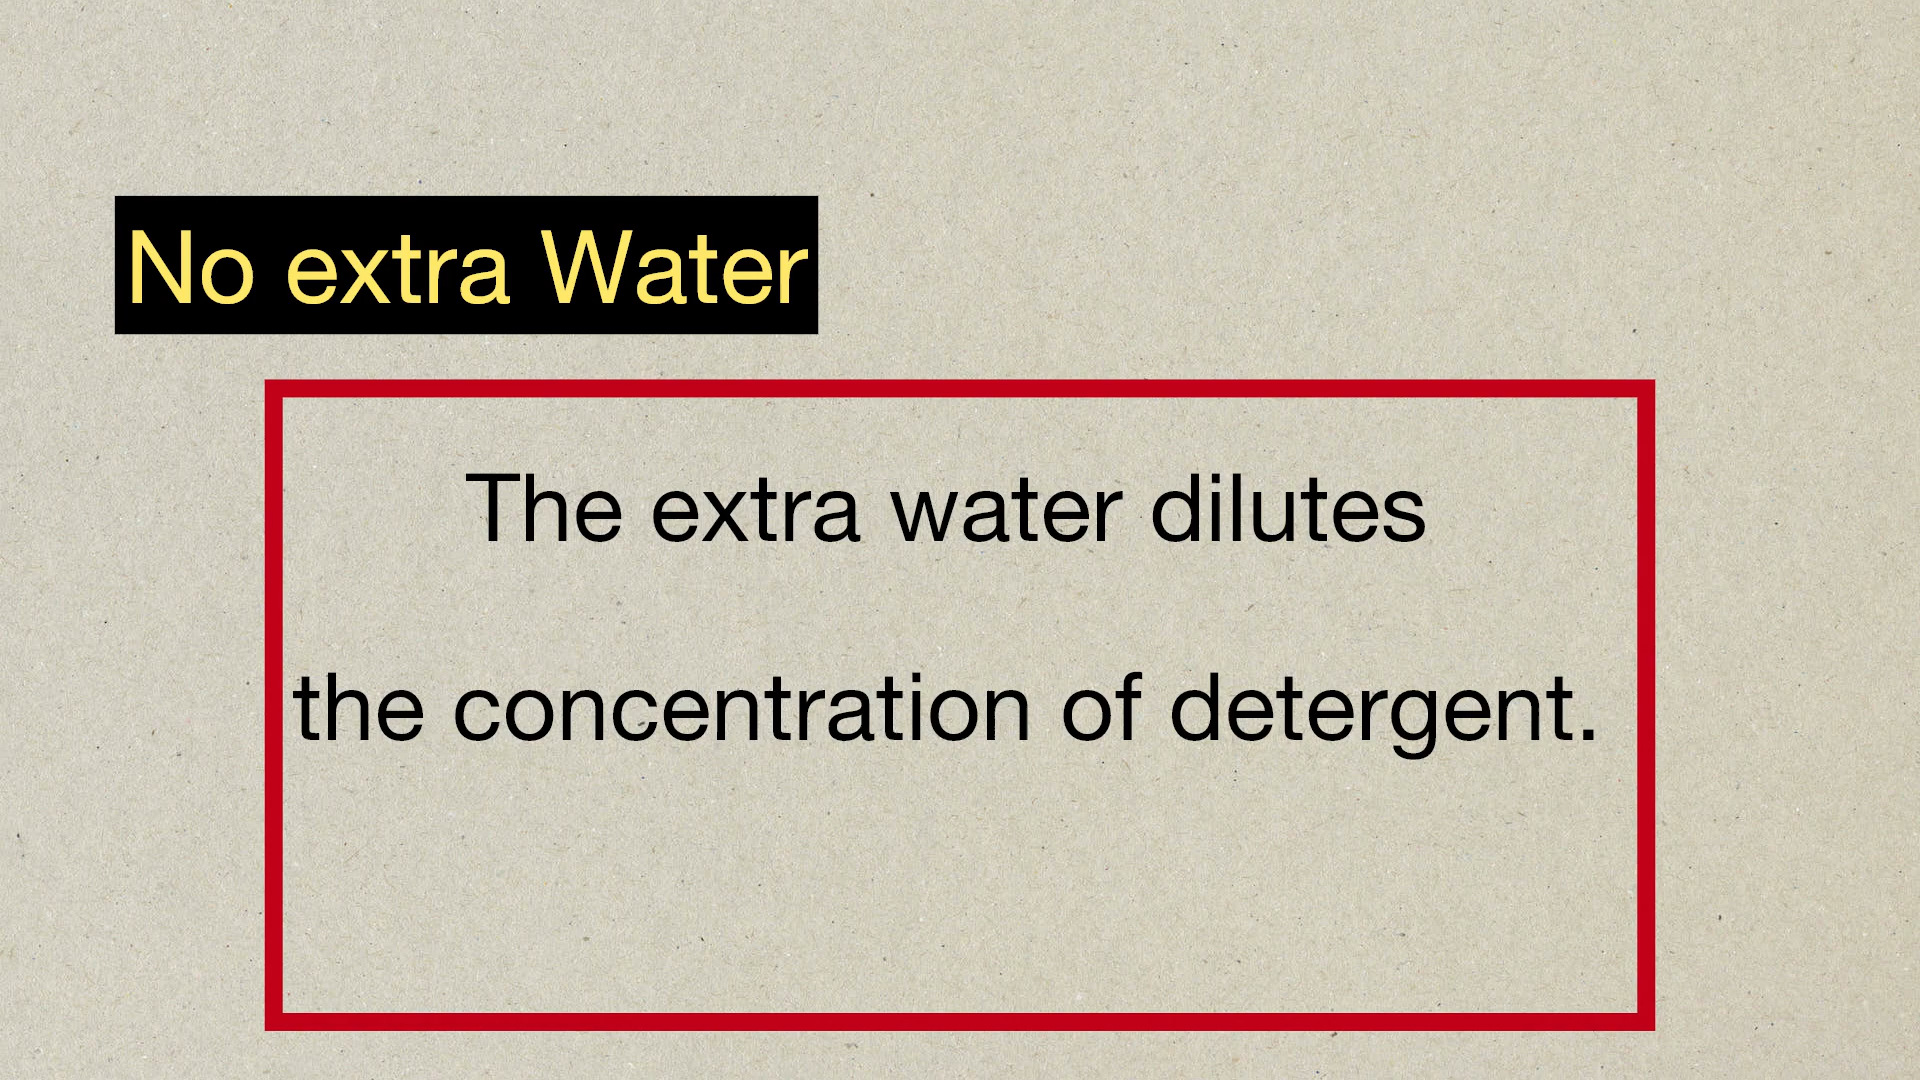 No extra Water
The extra water dilutes
the concentration of detergent.